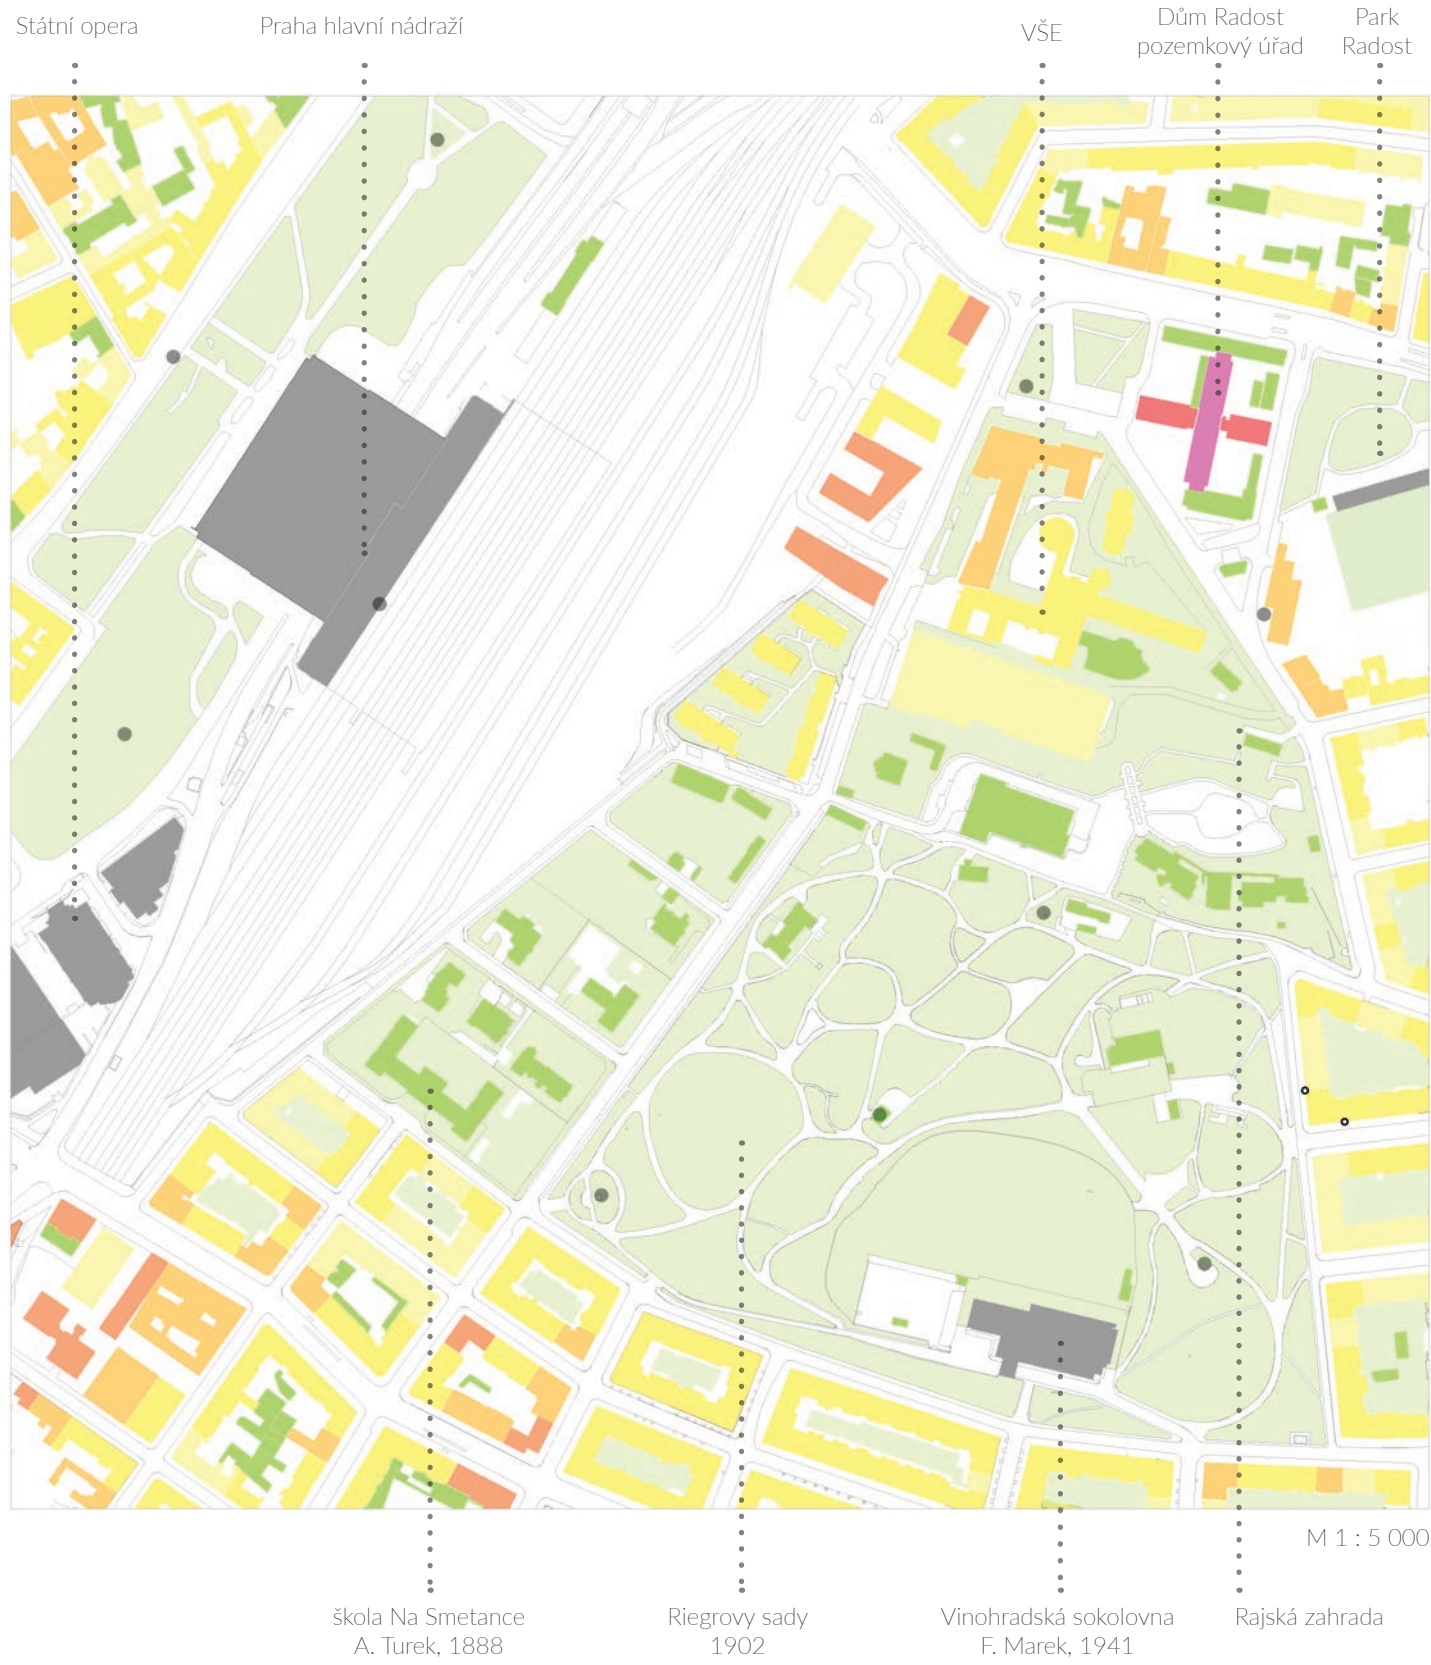 Státní opera
Praha hlavní nádraží
VŠE
Dům Radost
pozemkový úřad
Park
Radost
M 1 : 5 000
škola Na Smetance
A. Turek, 1888
Riegrovy sady
1902
Vinohradská sokolovna
F. Marek, 1941
Rajská zahrada